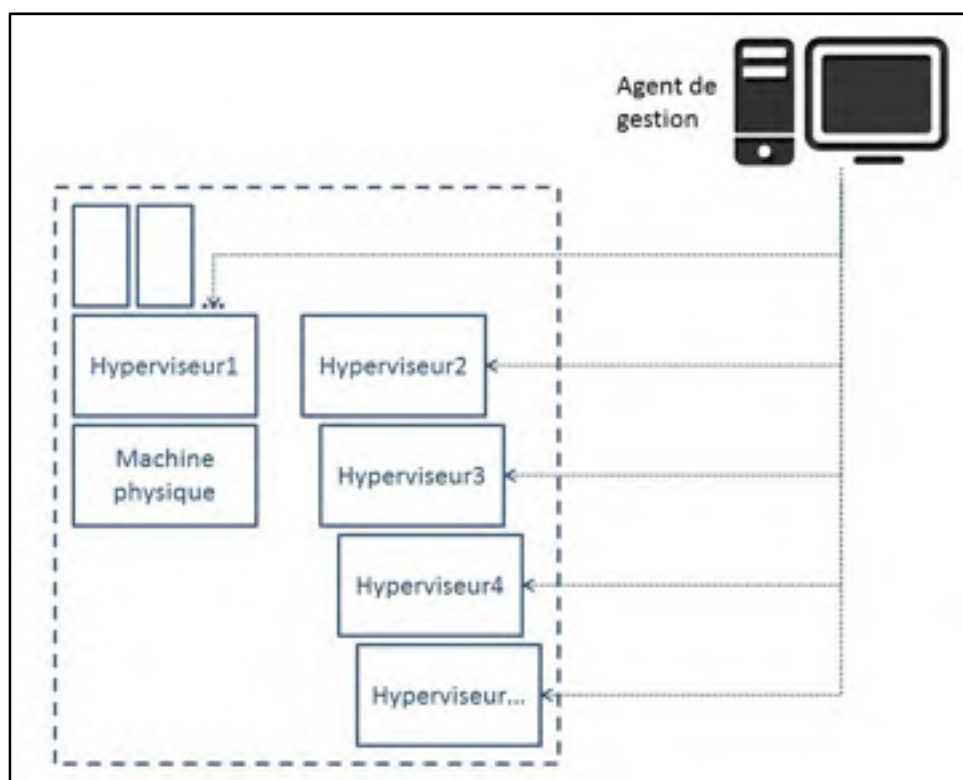 Agent de
gestion
Hyperviseur1
Hyperviseur2
Machine
physique
Hyperviseur3
Hyperviseur4
Hyperviseur...